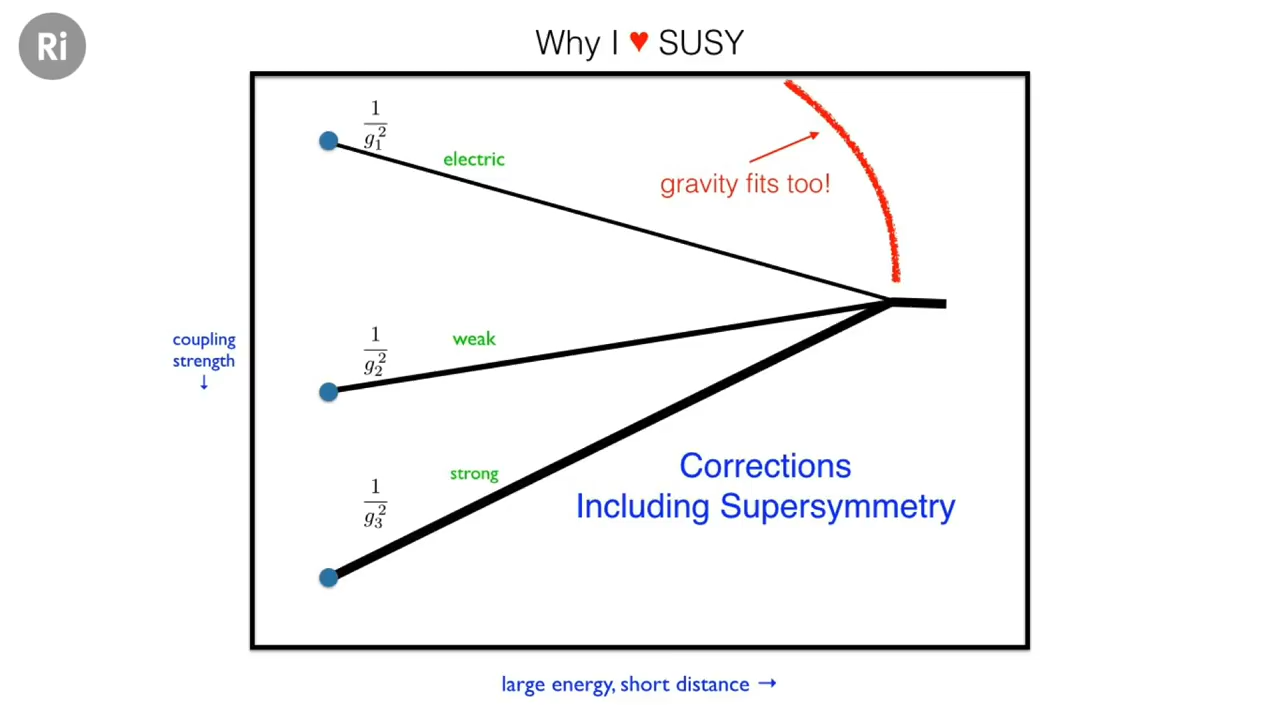 Ri
Why I ♥ SUSY
1
g₁²
electric
gravity fits too!
coupling
strength
↓
1
g₂²
weak
1
g₃²
strong
Corrections
Including Supersymmetry
large energy, short distance →